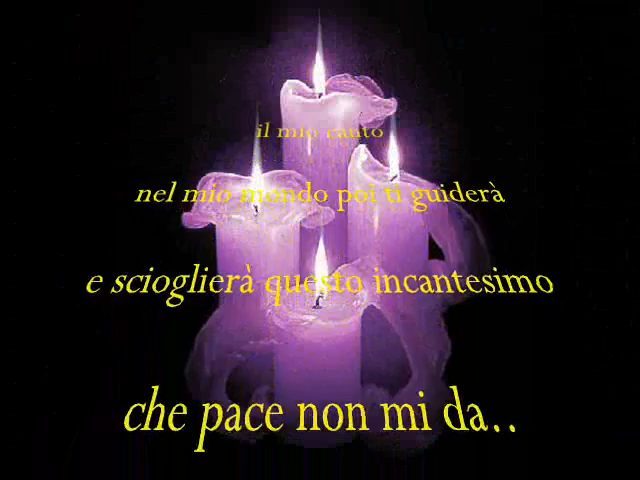 il mio canto
nel mio mondo poi ti guiderà
e scioglierà questo incantesimo
che pace non mi da..